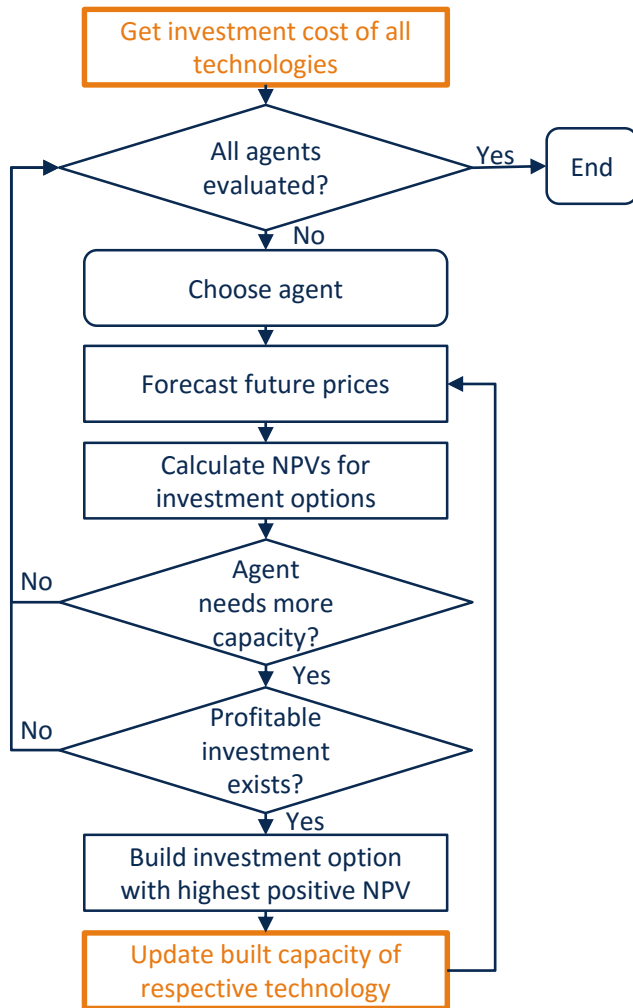 Get investment cost of all
technologies
All agents
evaluated?
Yes
End
No
Choose agent
Forecast future prices
Calculate NPVs for
investment options
No
Agent
needs more
capacity?
Yes
No
Profitable
investment
exists?
Yes
Build investment option
with highest positive NPV
Update built capacity of
respective technology